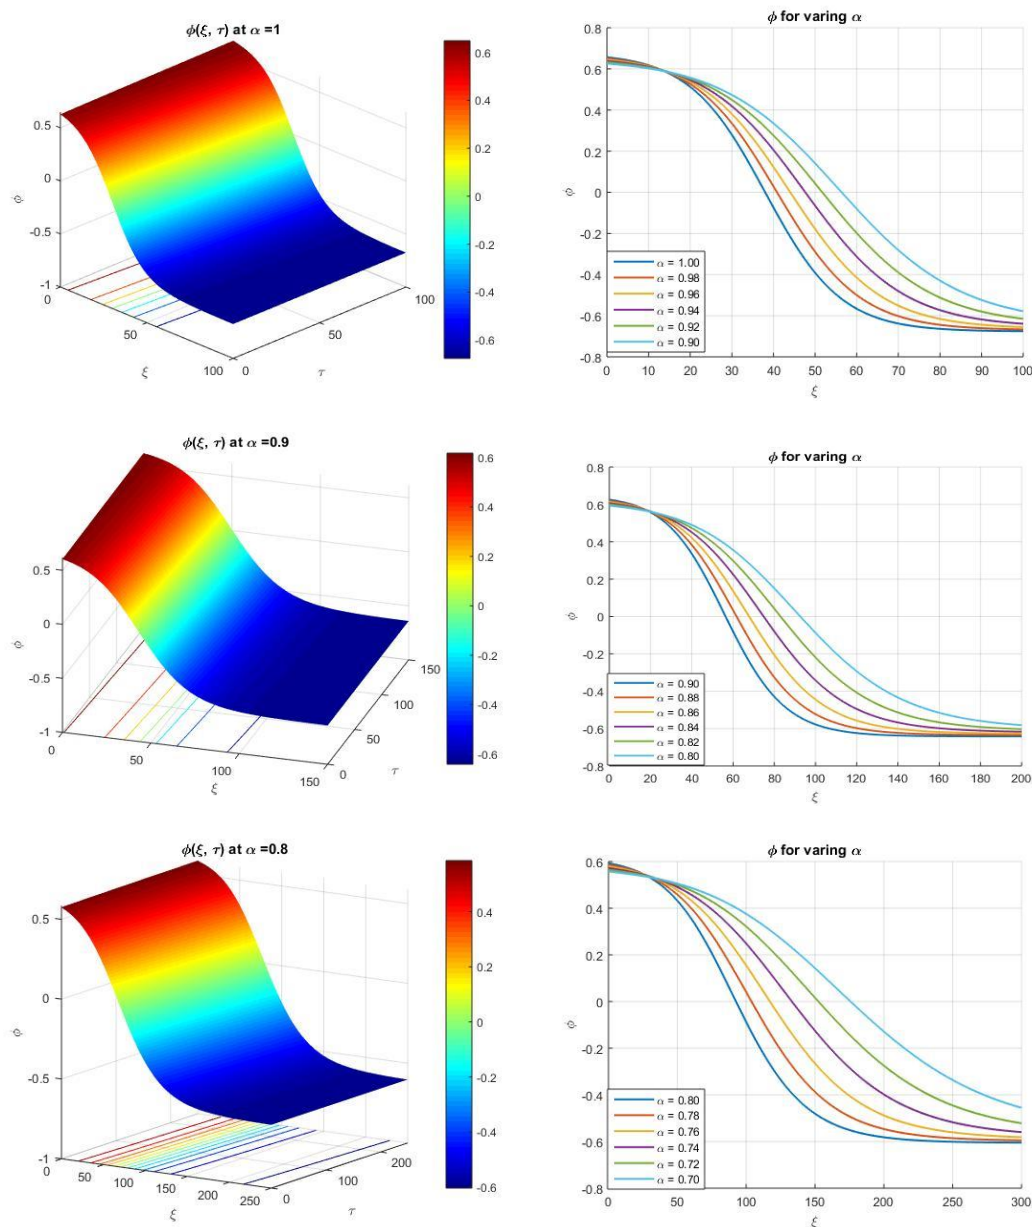 ϕ(ξ, τ) at α =1
0.6
0.4
0.2
0
-0.2
-0.4
-0.6
0.5
0
-0.5
-1
ϕ
0
50
100
ξ
0
50
100
τ
ϕ for varing α
0.8
0.6
0.4
0.2
0
-0.2
-0.4
-0.6
-0.8
ϕ
α = 1.00
α = 0.98
α = 0.96
α = 0.94
α = 0.92
α = 0.90
0 10 20 30 40 50 60 70 80 90 100
ξ
ϕ(ξ, τ) at α =0.9
0.6
0.4
0.2
0
-0.2
-0.4
-0.6
0.5
0
-0.5
-1
ϕ
0
50
100
150
ξ
0
50
100
150
τ
ϕ for varing α
0.8
0.6
0.4
0.2
0
-0.2
-0.4
-0.6
-0.8
ϕ
α = 0.90
α = 0.88
α = 0.86
α = 0.84
α = 0.82
α = 0.80
0 20 40 60 80 100 120 140 160 180 200
ξ
ϕ(ξ, τ) at α =0.8
0.4
0.2
0
-0.2
-0.4
-0.6
0.5
0
-0.5
-1
ϕ
0
50
100
150
200
250
ξ
0
100
200
τ
ϕ for varing α
0.6
0.4
0.2
0
-0.2
-0.4
-0.6
-0.8
ϕ
α = 0.80
α = 0.78
α = 0.76
α = 0.74
α = 0.72
α = 0.70
0 50 100 150 200 250 300
ξ